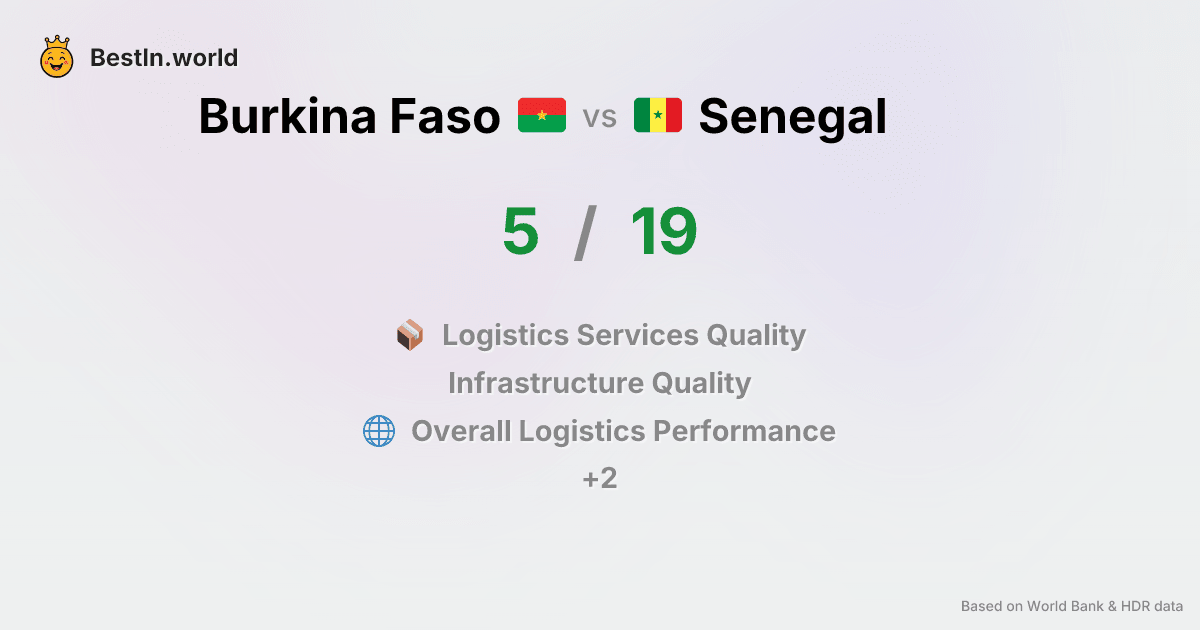 BestIn.world
Burkina Faso vs Senegal
5 / 19
Logistics Services Quality
Infrastructure Quality
Overall Logistics Performance
+2
Based on World Bank & HDR data